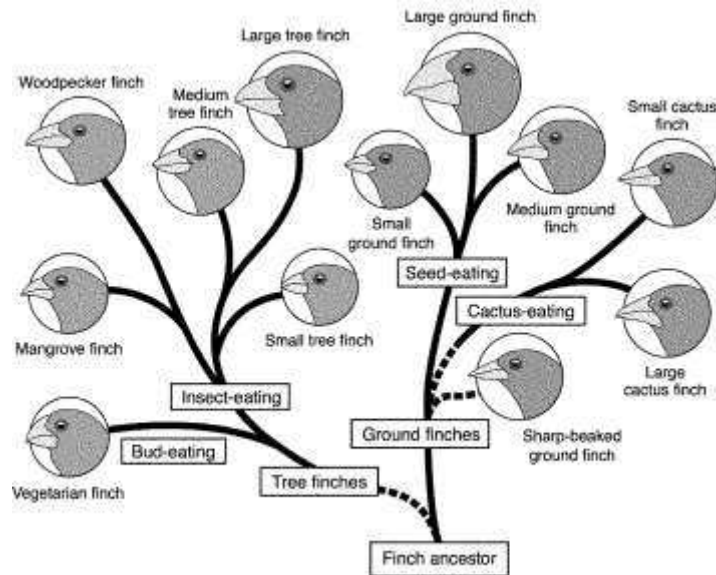 Large tree finch
Large ground finch
Woodpecker finch
Medium
tree finch
Small cactus
finch
Small
ground finch
Medium ground
finch
Seed-eating
Cactus-eating
Mangrove finch
Small tree finch
Large
cactus finch
Insect-eating
Ground finches
Sharp-beaked
ground finch
Bud-eating
Vegetarian finch
Tree finches
Finch ancestor